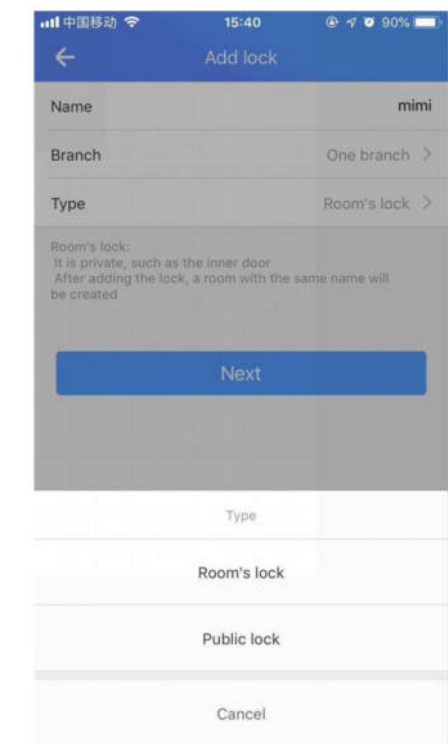 中国移动 15:40 90%
Add lock
Name mimi
Branch One branch >
Type Room's lock >
Room's lock:
It is private, such as the inner door
After adding the lock, a room with the same name will
be created
Next
Type
Room's lock
Public lock
Cancel